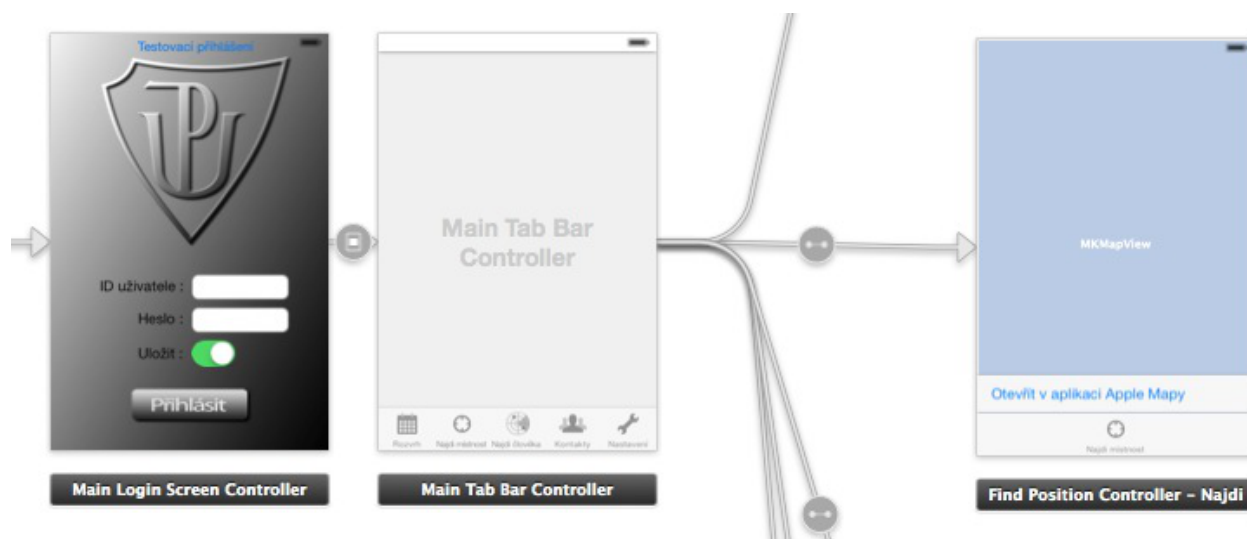 Testovací přihlášení
UP
ID uživatele :
Heslo :
Uložit :
Přihlásit
Main Login Screen Controller
Main Tab Bar
Controller
Rozvrh
Najdi místnost
Najdi člověka
Kontakty
Nastavení
Main Tab Bar Controller
MKMapView
Otevřít v aplikaci Apple Mapy
Najdi místnost
Find Position Controller – Najdi